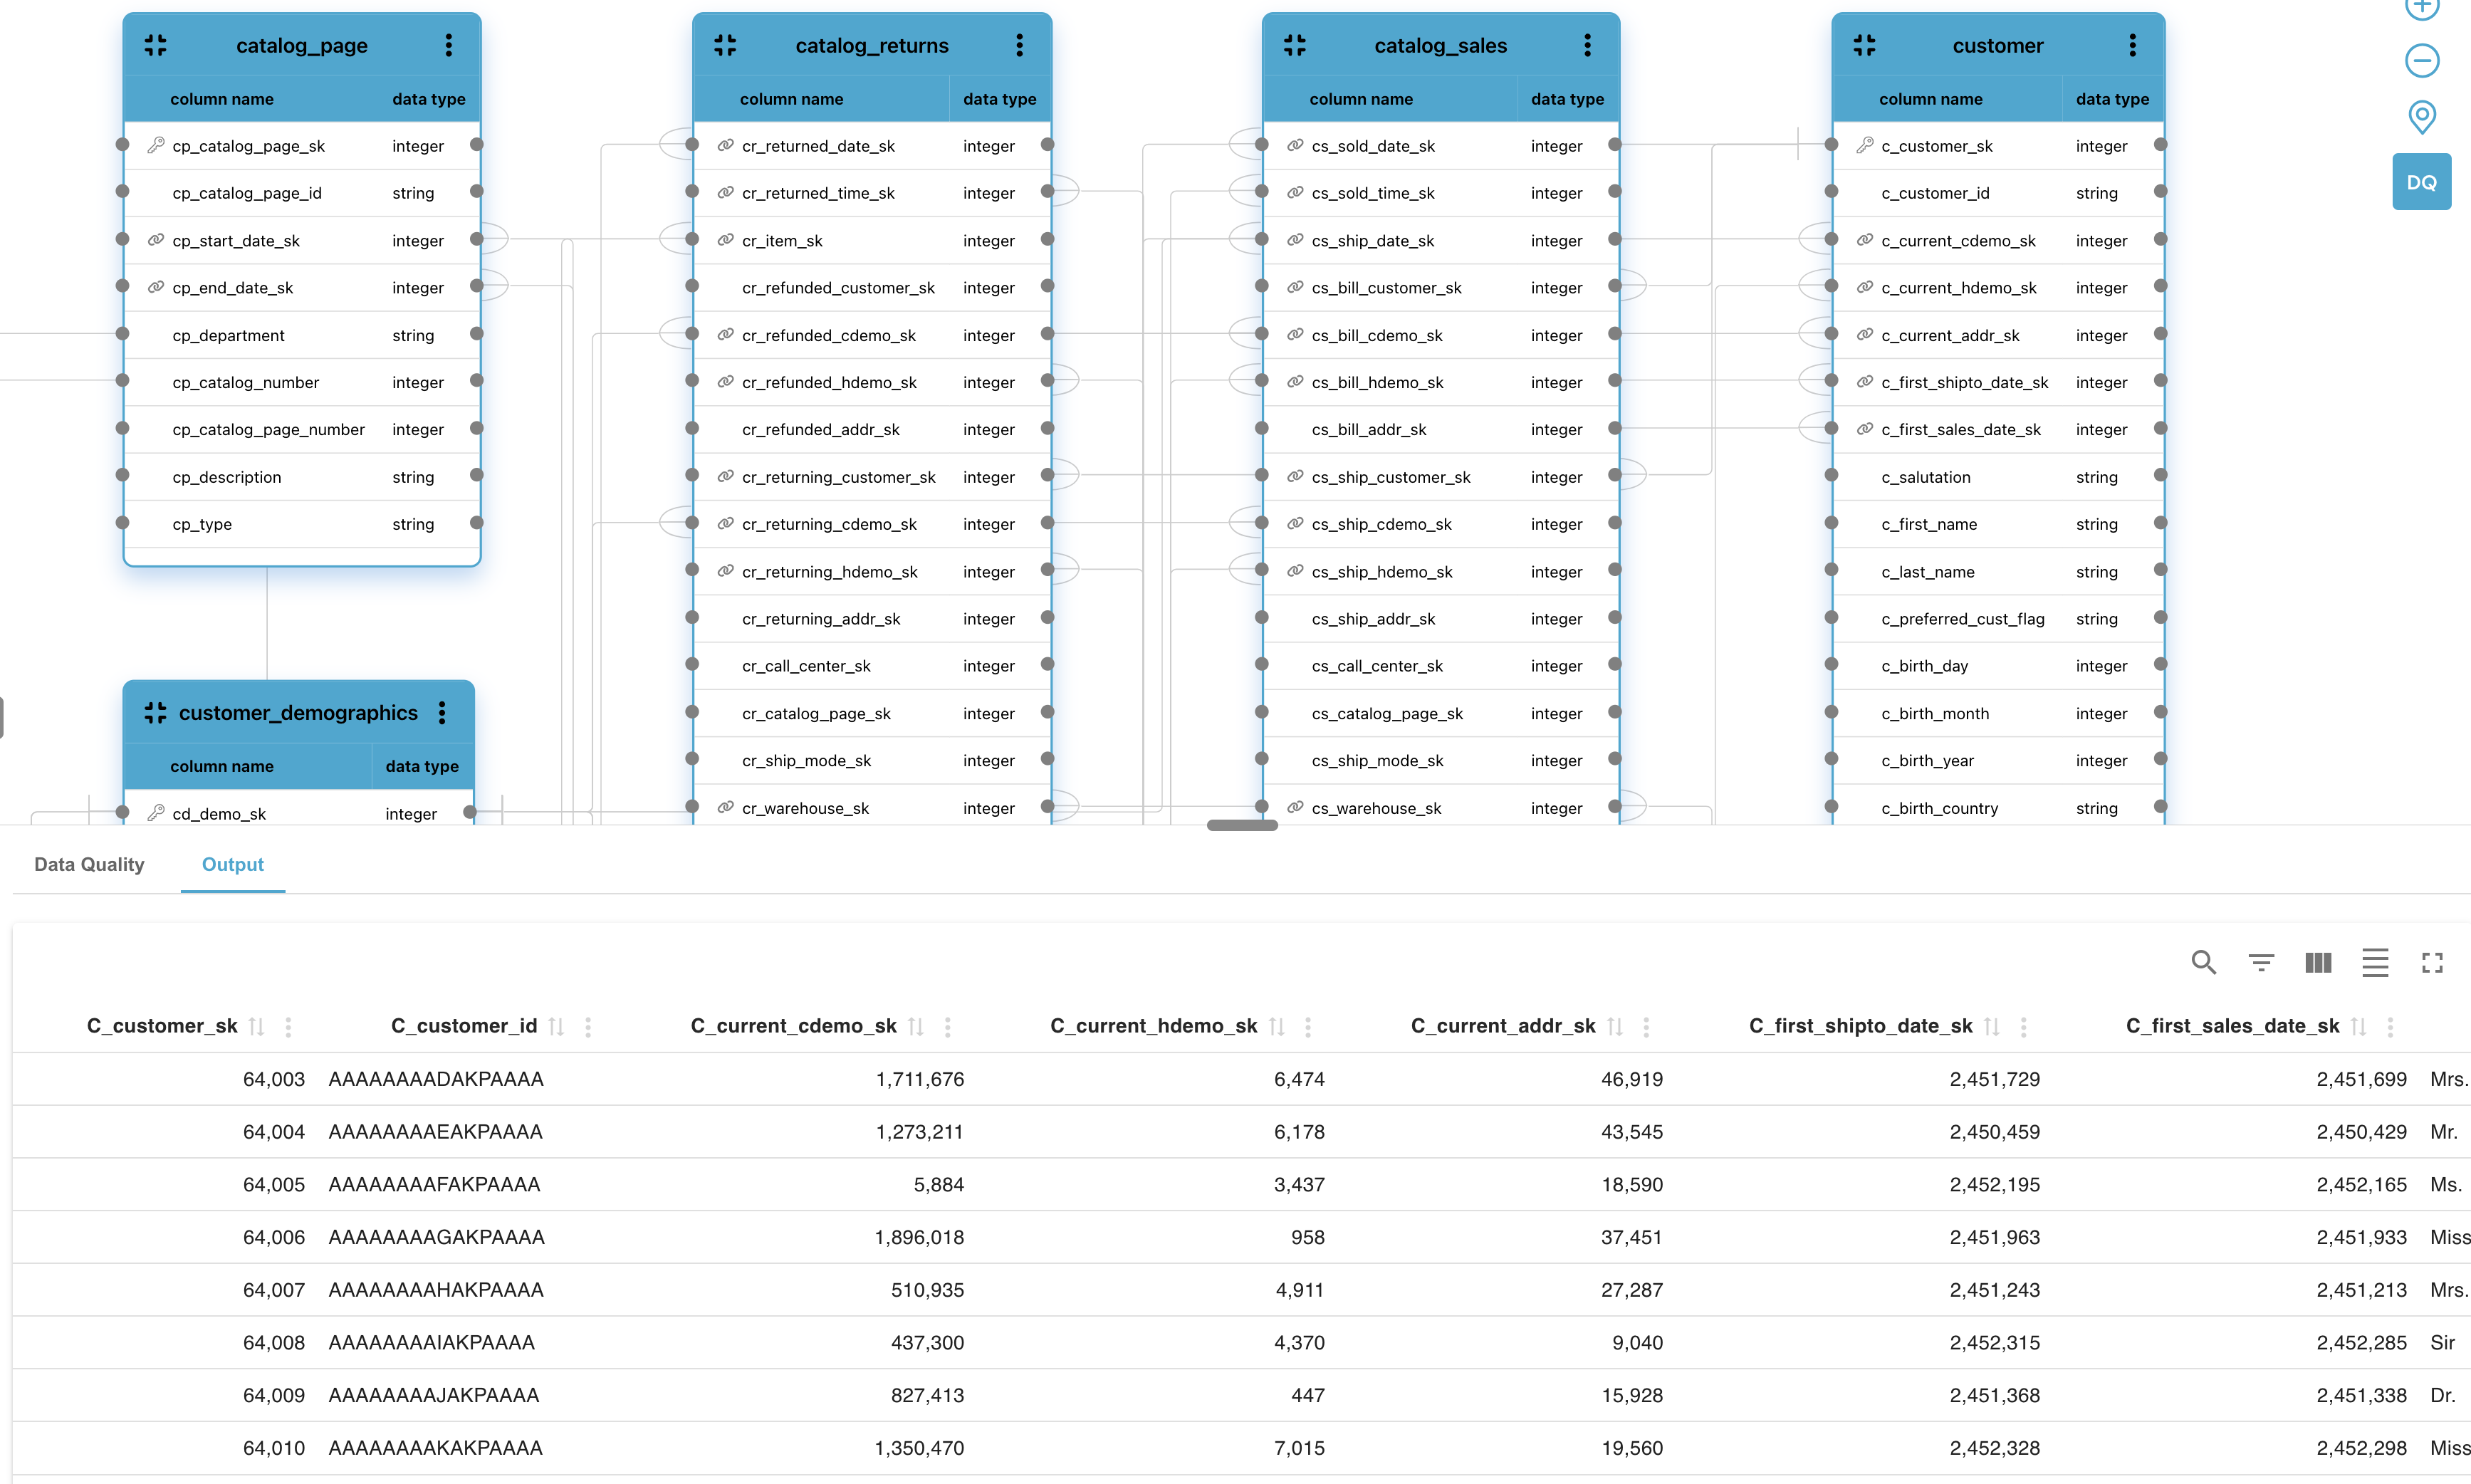 catalog_page
column name data type
cp_catalog_page_sk integer
cp_catalog_page_id string
cp_start_date_sk integer
cp_end_date_sk integer
cp_department string
cp_catalog_number integer
cp_catalog_page_number integer
cp_description string
cp_type string
customer_demographics
column name data type
cd_demo_sk integer
catalog_returns
column name data type
cr_returned_date_sk integer
cr_returned_time_sk integer
cr_item_sk integer
cr_refunded_customer_sk integer
cr_refunded_cdemo_sk integer
cr_refunded_hdemo_sk integer
cr_refunded_addr_sk integer
cr_returning_customer_sk integer
cr_returning_cdemo_sk integer
cr_returning_hdemo_sk integer
cr_returning_addr_sk integer
cr_call_center_sk integer
cr_catalog_page_sk integer
cr_ship_mode_sk integer
cr_warehouse_sk integer
catalog_sales
column name data type
cs_sold_date_sk integer
cs_sold_time_sk integer
cs_ship_date_sk integer
cs_bill_customer_sk integer
cs_bill_cdemo_sk integer
cs_bill_hdemo_sk integer
cs_bill_addr_sk integer
cs_ship_customer_sk integer
cs_ship_cdemo_sk integer
cs_ship_hdemo_sk integer
cs_ship_addr_sk integer
cs_call_center_sk integer
cs_catalog_page_sk integer
cs_ship_mode_sk integer
cs_warehouse_sk integer
customer
column name data type
c_customer_sk integer
c_customer_id string
c_current_cdemo_sk integer
c_current_hdemo_sk integer
c_current_addr_sk integer
c_first_shipto_date_sk integer
c_first_sales_date_sk integer
c_salutation string
c_first_name string
c_last_name string
c_preferred_cust_flag string
c_birth_day integer
c_birth_month integer
c_birth_year integer
c_birth_country string
DQ
Data Quality Output
C_customer_sk C_customer_id C_current_cdemo_sk C_current_hdemo_sk C_current_addr_sk C_first_shipto_date_sk C_first_sales_date_sk
64,003 AAAAAAAADAKPAAAA 1,711,676 6,474 46,919 2,451,729 2,451,699 Mrs.
64,004 AAAAAAAAEAKPAAAA 1,273,211 6,178 43,545 2,450,459 2,450,429 Mr.
64,005 AAAAAAAAFAKPAAAA 5,884 3,437 18,590 2,452,195 2,452,165 Ms.
64,006 AAAAAAAAGAKPAAAA 1,896,018 958 37,451 2,451,963 2,451,933 Miss
64,007 AAAAAAAAHAKPAAAA 510,935 4,911 27,287 2,451,243 2,451,213 Mrs.
64,008 AAAAAAAAIAKPAAAA 437,300 4,370 9,040 2,452,315 2,452,285 Sir
64,009 AAAAAAAAJAKPAAAA 827,413 447 15,928 2,451,368 2,451,338 Dr.
64,010 AAAAAAAAKAKPAAAA 1,350,470 7,015 19,560 2,452,328 2,452,298 Miss